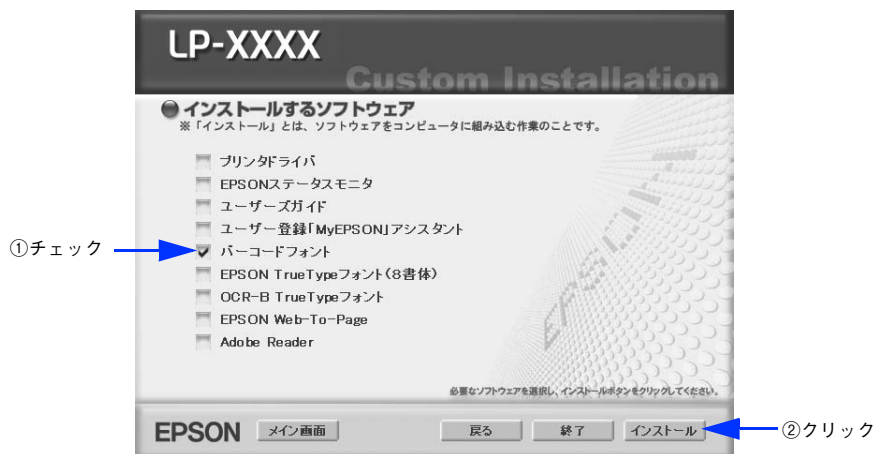 LP-XXXX
Custom Installation
インストールするソフトウェア
※「インストール」とは、ソフトウェアをコンピュータに組み込む作業のことです。
プリンタドライバ
EPSONステータスモニタ
ユーザーズガイド
ユーザー登録「MyEPSON」アシスタント
①チェック
バーコードフォント
EPSON TrueTypeフォント(8書体)
OCR-B TrueTypeフォント
EPSON Web-To-Page
Adobe Reader
EPSON
必要なソフトウェアを選択し、インストールボタンをクリックしてください。
EPSON メイン画面 戻る 終了 インストール ②クリック